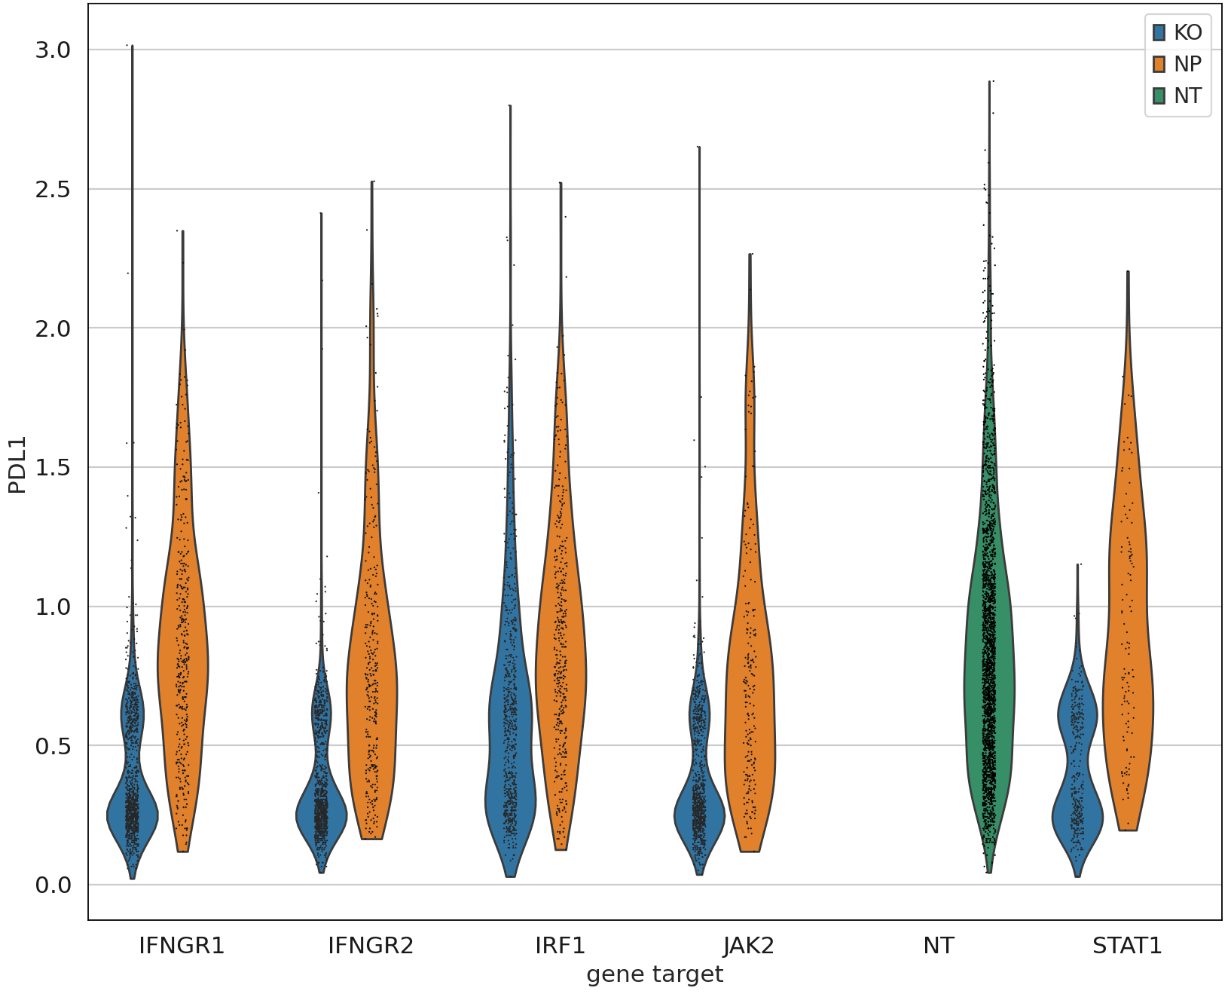 KO
NP
NT
3.0
2.5
2.0
1.5
1.0
0.5
0.0
PDL1
IFNGR1 IFNGR2 IRF1 JAK2 NT STAT1
gene target